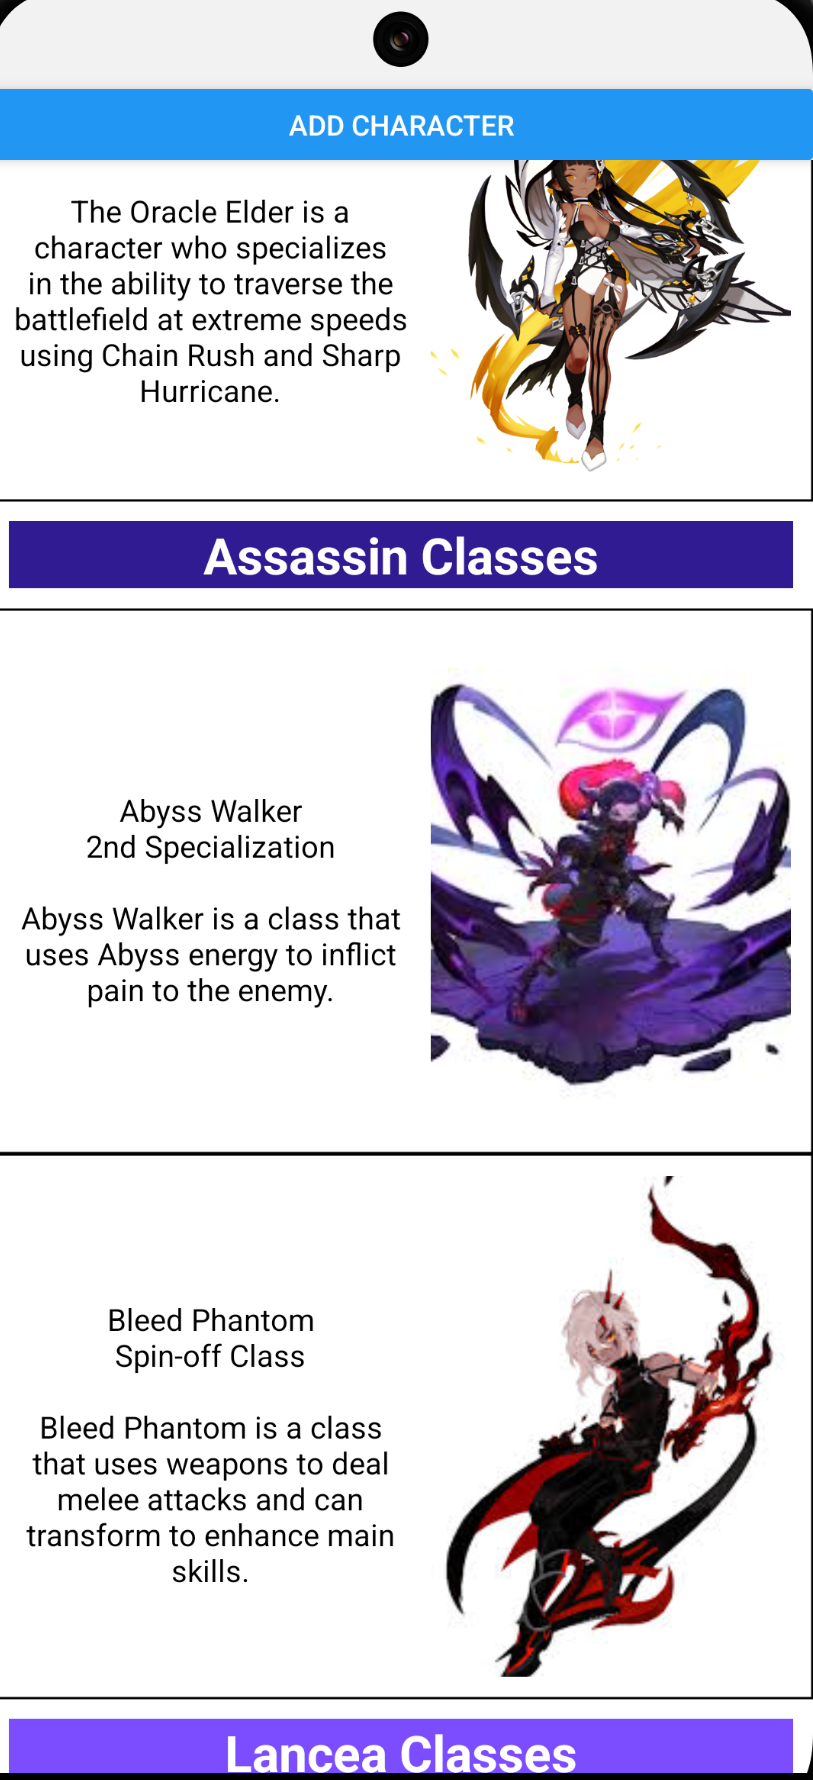 ADD CHARACTER
The Oracle Elder is a
character who specializes
in the ability to traverse the
battlefield at extreme speeds
using Chain Rush and Sharp
Hurricane.
Assassin Classes
Abyss Walker
2nd Specialization
Abyss Walker is a class that
uses Abyss energy to inflict
pain to the enemy.
Bleed Phantom
Spin-off Class
Bleed Phantom is a class
that uses weapons to deal
melee attacks and can
transform to enhance main
skills.
Lancea Classes